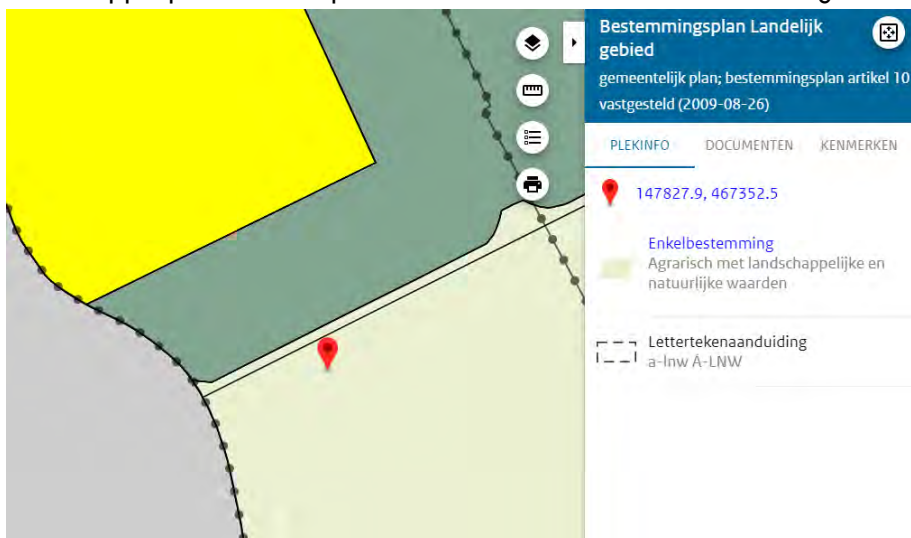 Bestemmingsplan Landelijk
gebied
gemeentelijk plan; bestemmingsplan artikel 10
vastgesteld (2009-08-26)
PLEKINFO DOCUMENTEN KENMERKEN
147827.9, 467352.5
Enkelbestemming
Agrarisch met landschappelijke en
natuurlijke waarden
Lettertekenaanduiding
a-lnw A-LNW